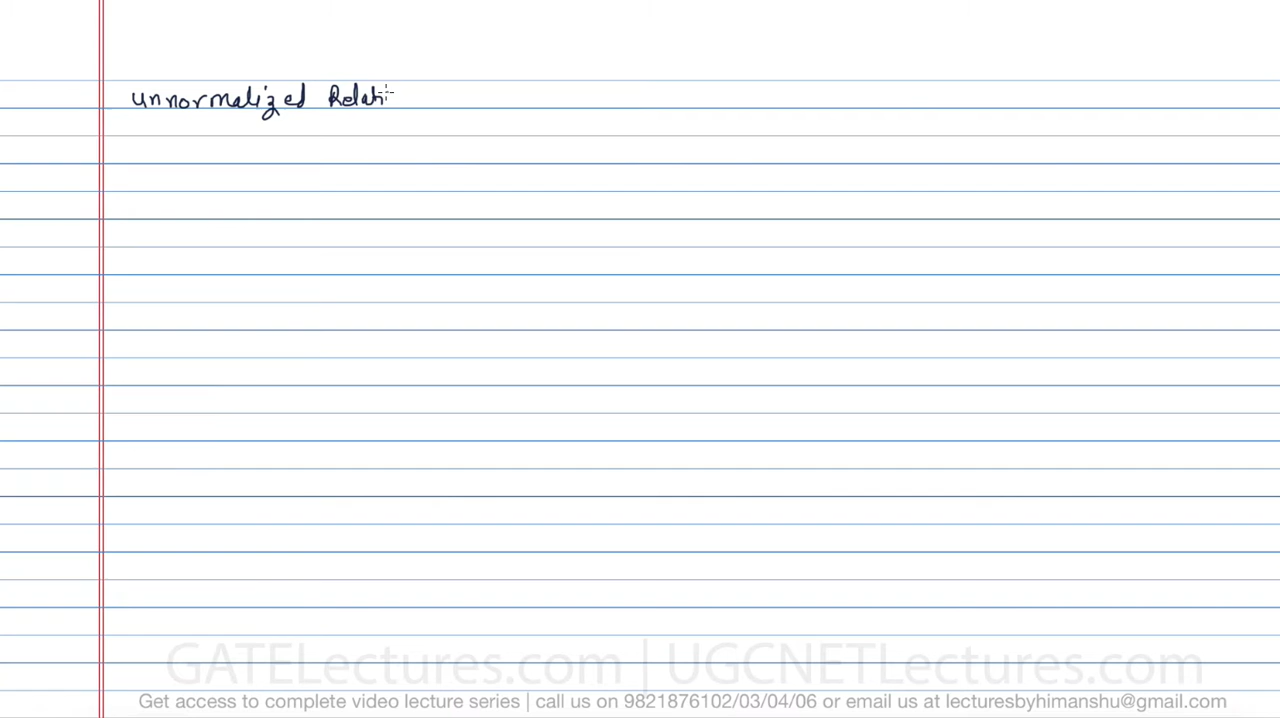 unnormalized Relati
GATELectures.com | UGCNETLectures.com
Get access to complete video lecture series | call us on 9821876102/03/04/06 or email us at lecturesbyhimanshu@gmail.com